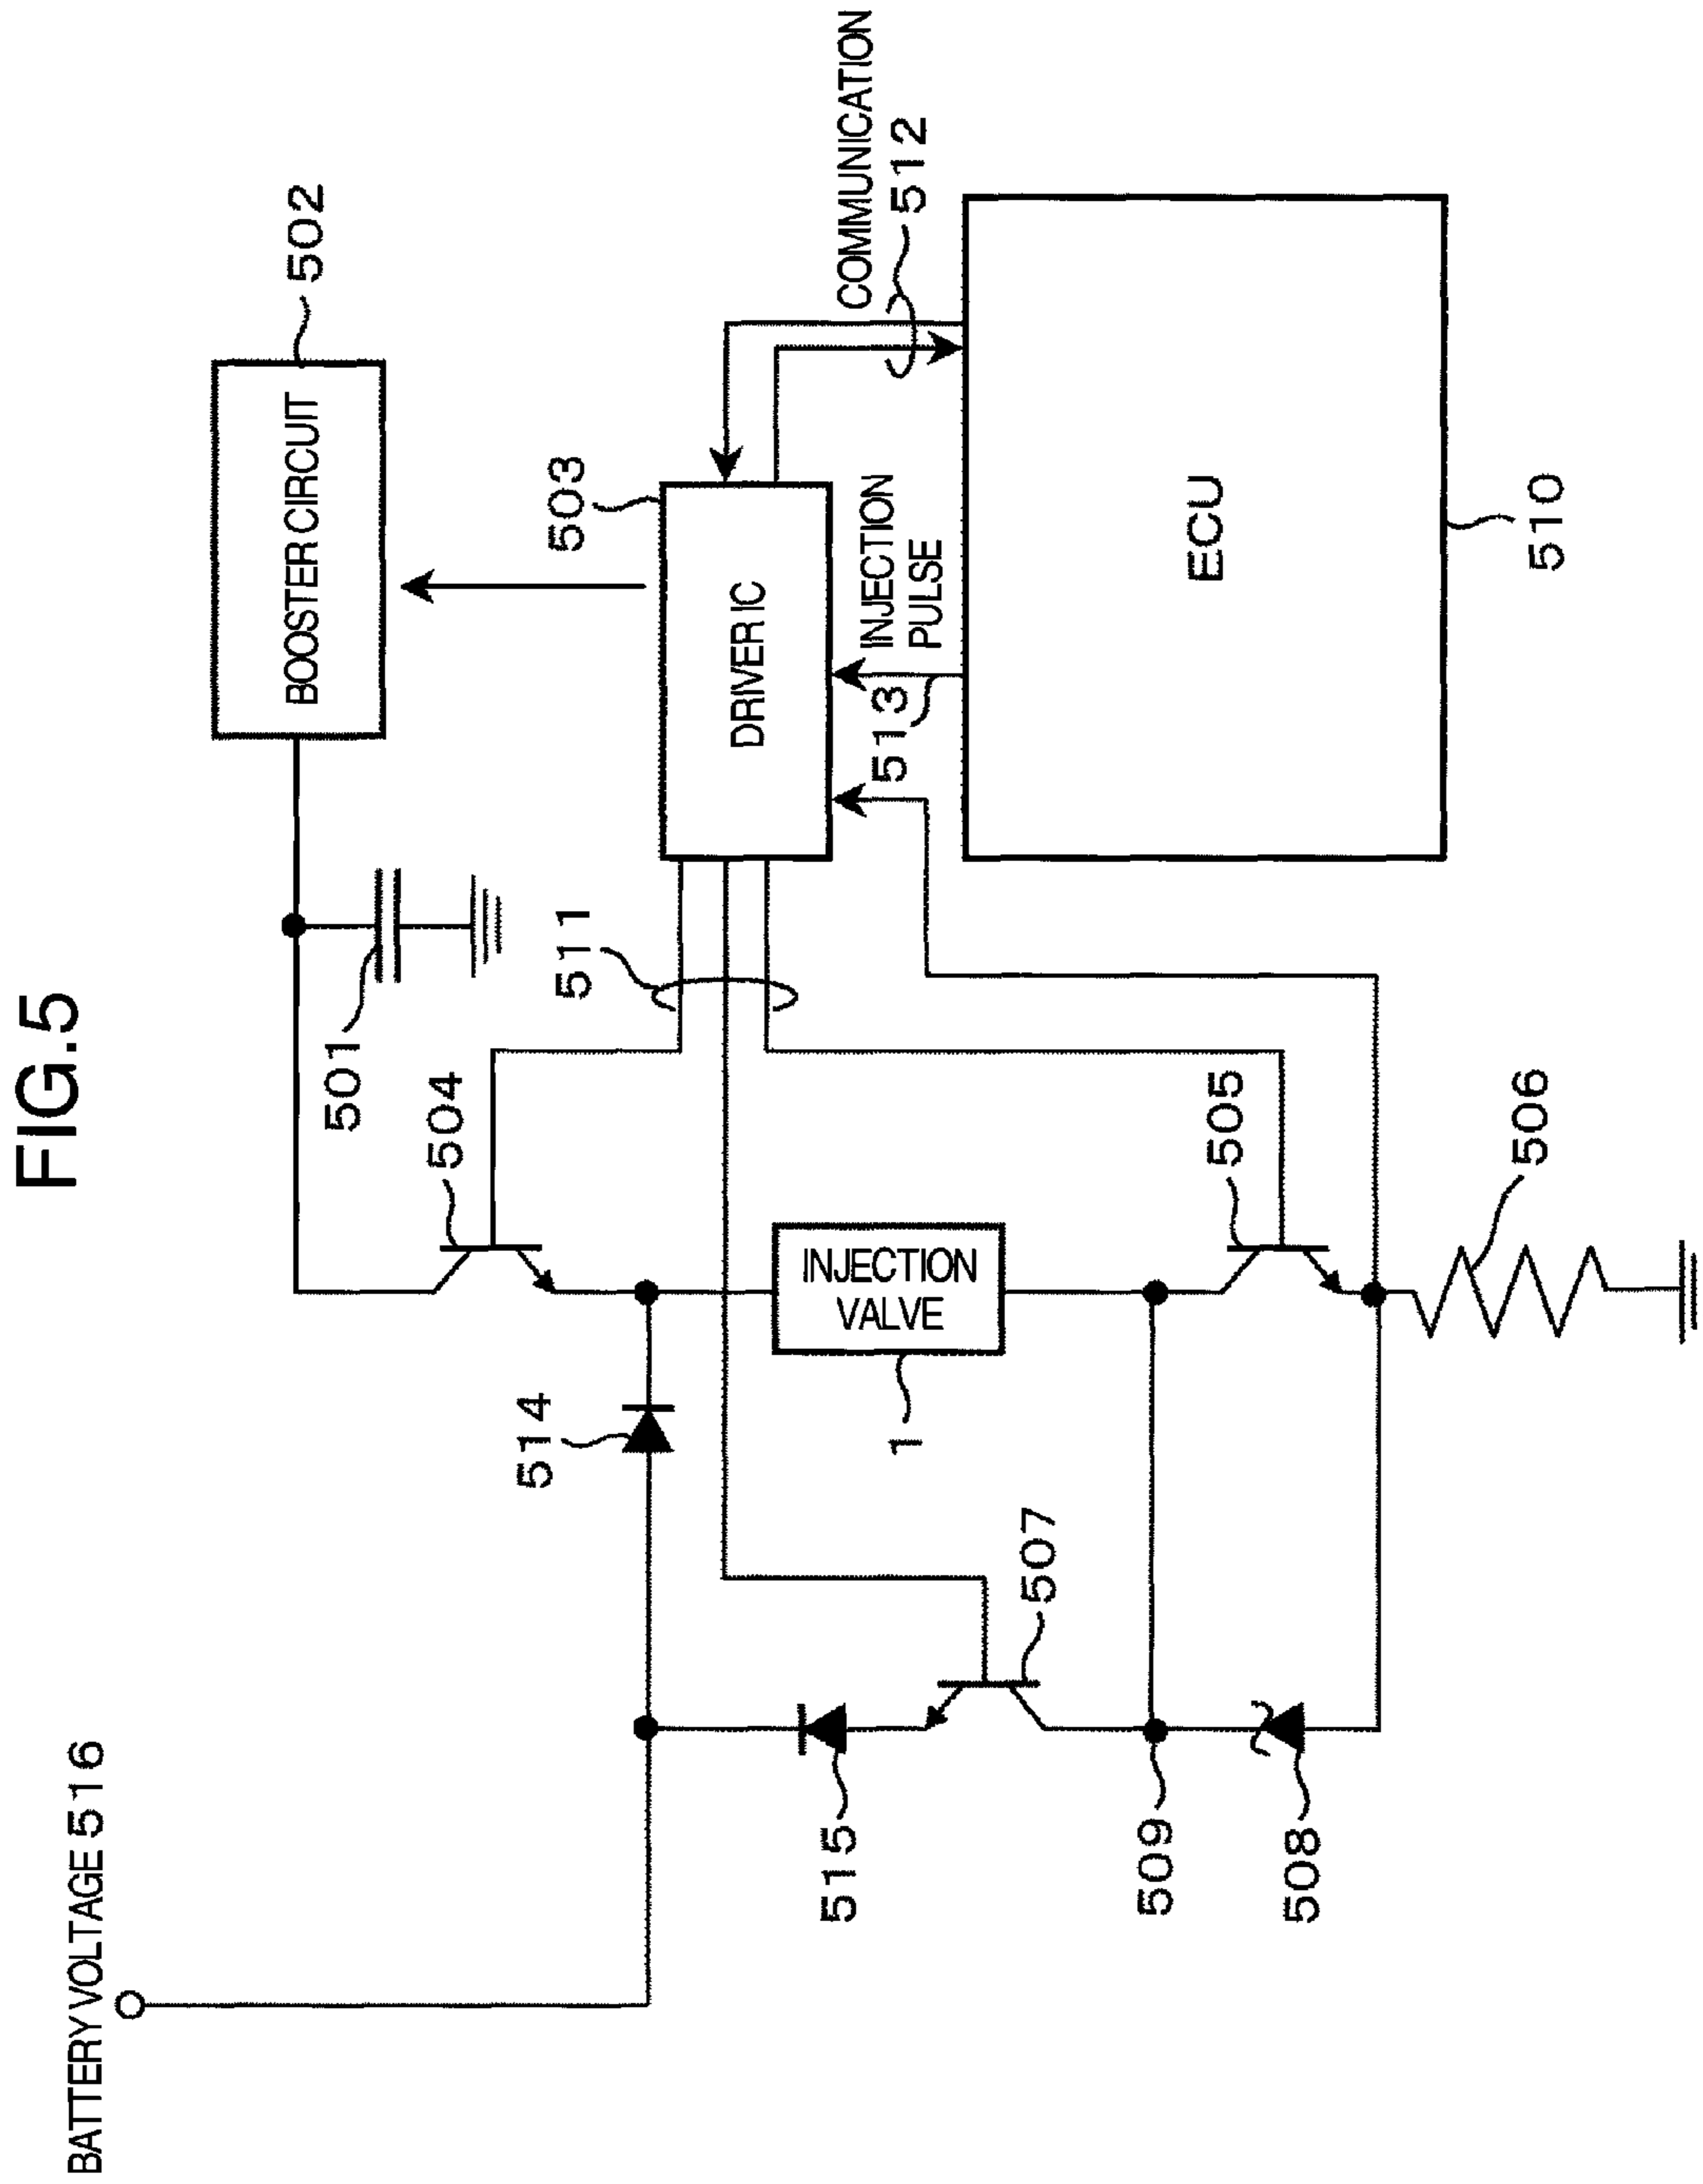 FIG.5
BATTERY VOLTAGE 516
514
504
501
502
BOOSTER CIRCUIT
515
507
1
INJECTION
VALVE
511
503
DRIVER IC
513
INJECTION
PULSE
COMMUNICATION
512
509
508
505
506
ECU
510